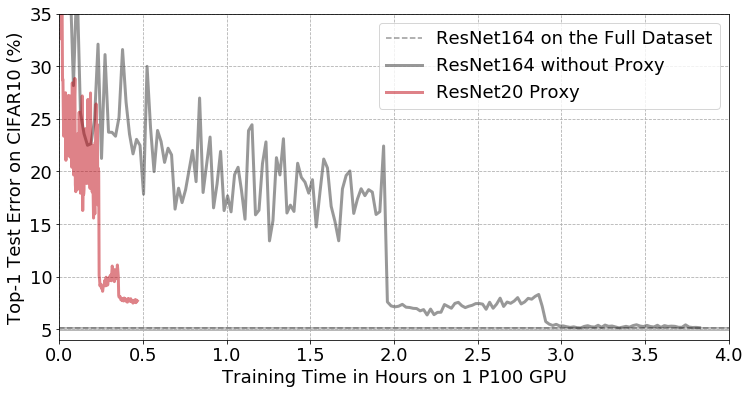 35
30
25
20
15
10
5
Top-1 Test Error on CIFAR10 (%)
ResNet164 on the Full Dataset
ResNet164 without Proxy
ResNet20 Proxy
0.0 0.5 1.0 1.5 2.0 2.5 3.0 3.5 4.0
Training Time in Hours on 1 P100 GPU